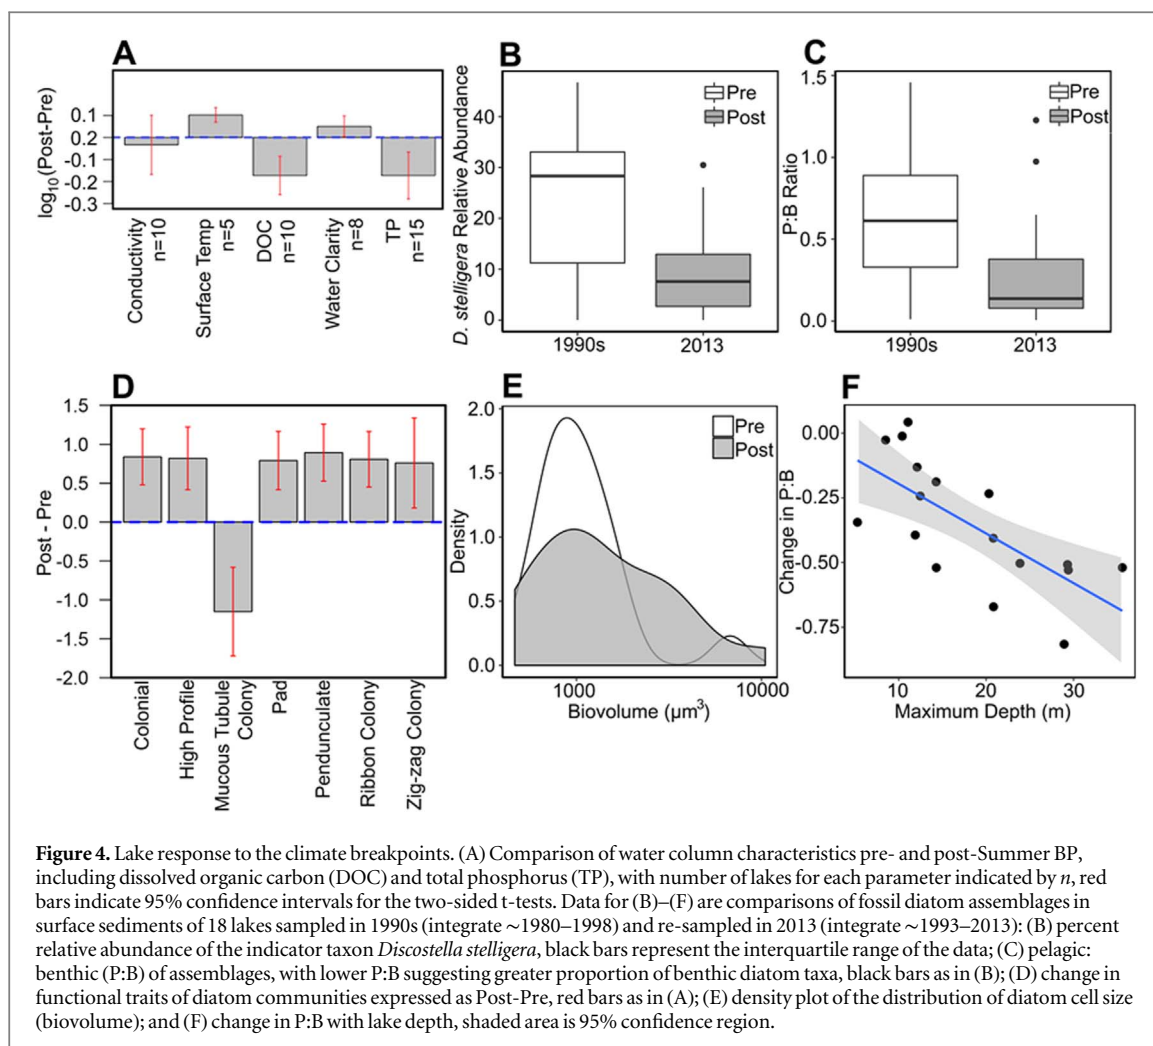 A
log10(Post-Pre)
0.1
0.2
-0.1
-0.2
-0.3
Conductivity
n=10
Surface Temp
n=5
DOC
n=10
Water Clarity
n=8
TP
n=15
B
D. stelligera Relative Abundance
40
30
20
10
0
Pre
Post
1990s
2013
C
P:B Ratio
1.5
1.0
0.5
0.0
Pre
Post
1990s
2013
D
Post - Pre
1.5
1.0
0.5
0.0
-0.5
-1.0
-1.5
-2.0
Colonial
High Profile
Mucous Tubule
Colony
Pad
Pendunculate
Ribbon Colony
Zig-zag Colony
E
Density
2.0
1.5
1.0
0.5
0.0
Pre
Post
1000
10000
Biovolume (µm³)
F
Change in P:B
0.00
-0.25
-0.50
-0.75
10
20
30
Maximum Depth (m)
Figure 4. Lake response to the climate breakpoints. (A) Comparison of water column characteristics pre- and post-Summer BP,
including dissolved organic carbon (DOC) and total phosphorus (TP), with number of lakes for each parameter indicated by n, red
bars indicate 95% confidence intervals for the two-sided t-tests. Data for (B)–(F) are comparisons of fossil diatom assemblages in
surface sediments of 18 lakes sampled in 1990s (integrate ~1980–1998) and re-sampled in 2013 (integrate ~1993–2013): (B) percent
relative abundance of the indicator taxon Discostella stelligera, black bars represent the interquartile range of the data; (C) pelagic:
benthic (P:B) of assemblages, with lower P:B suggesting greater proportion of benthic diatom taxa, black bars as in (B); (D) change in
functional traits of diatom communities expressed as Post-Pre, red bars as in (A); (E) density plot of the distribution of diatom cell size
(biovolume); and (F) change in P:B with lake depth, shaded area is 95% confidence region.